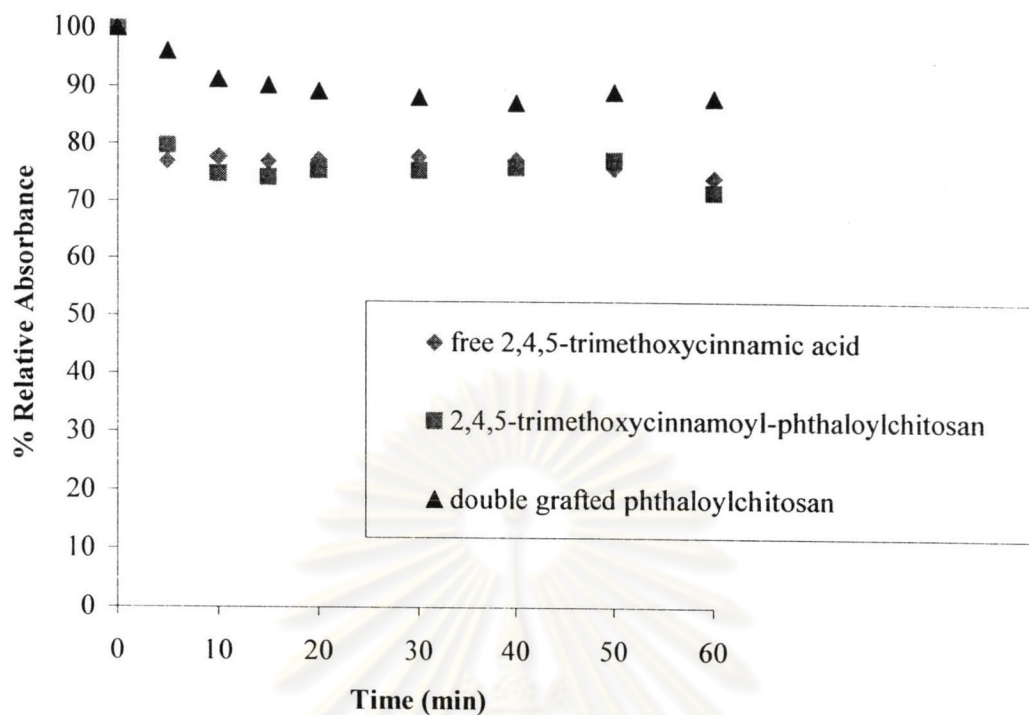 100
90
80
70
60
50
40
30
20
10
0
% Relative Absorbance
free 2,4,5-trimethoxycinnamic acid
2,4,5-trimethoxycinnamoyl-phthaloylchitosan
double grafted phthaloylchitosan
0 10 20 30 40 50 60
Time (min)